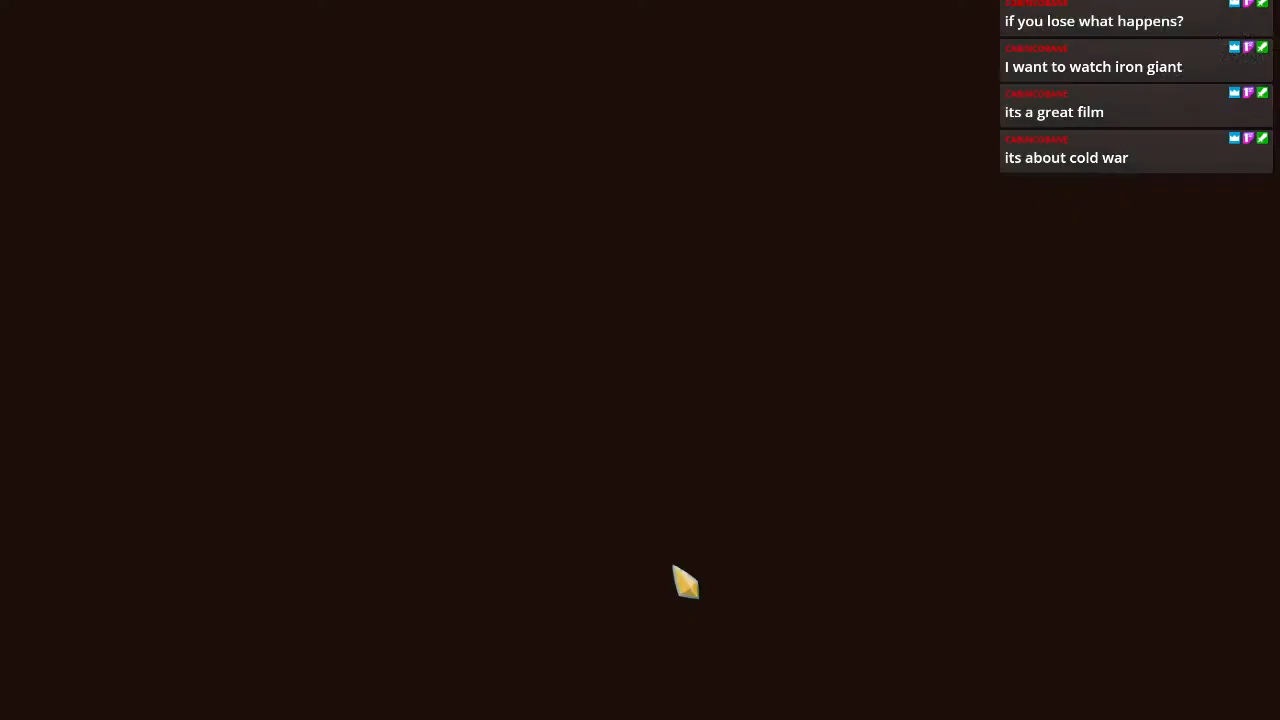 if you lose what happens?
I want to watch iron giant
its a great film
its about cold war